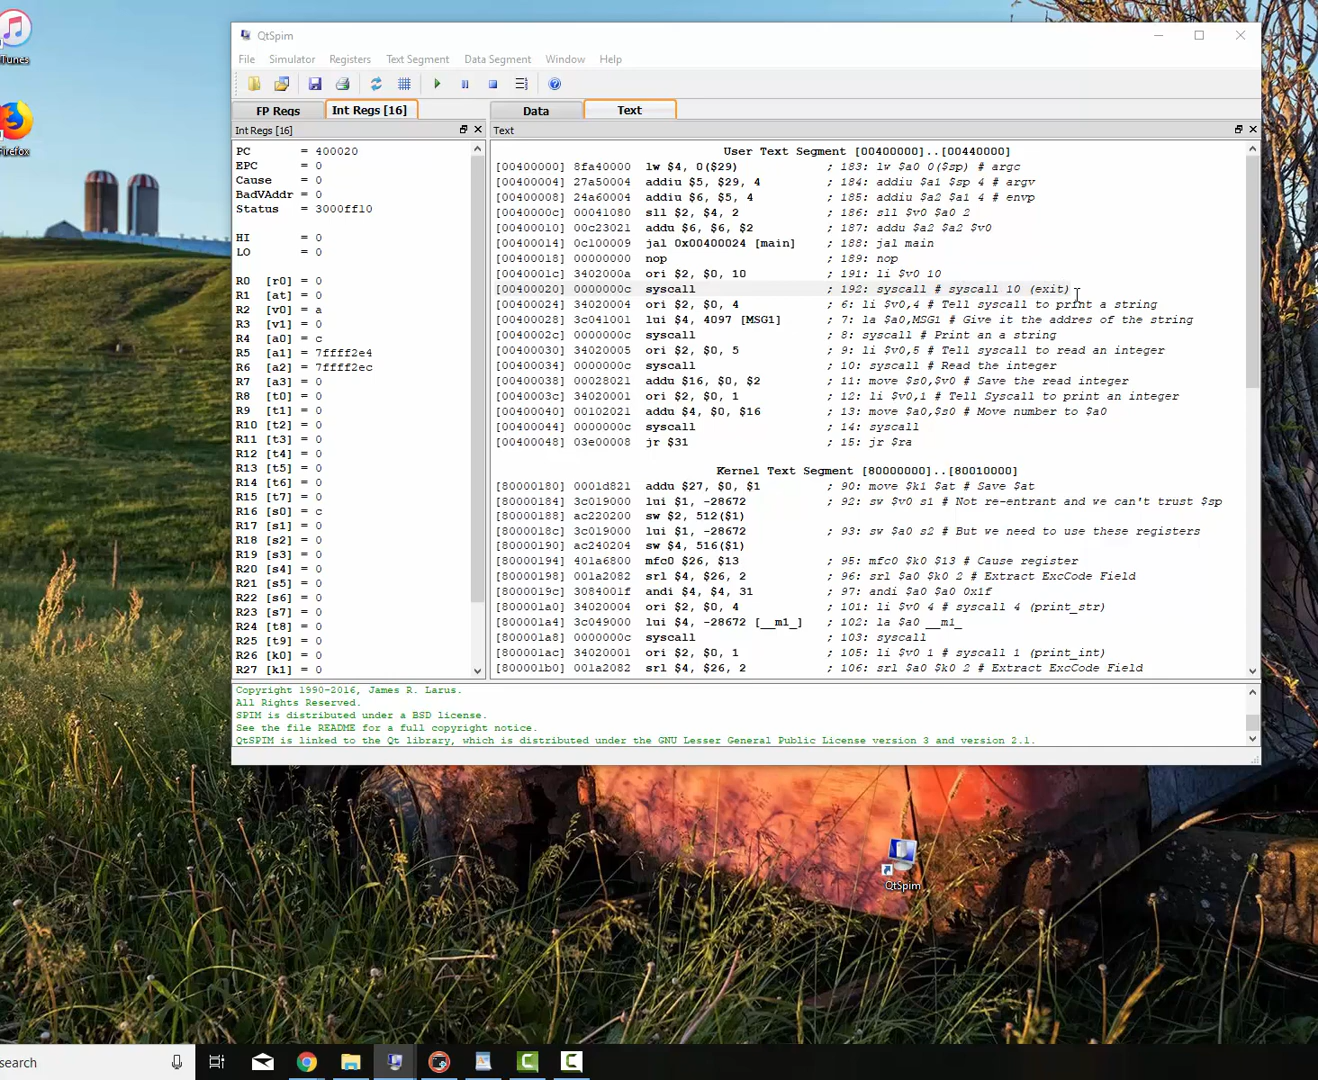 Tunes
Firefox
QtSpim
File Simulator Registers Text Segment Data Segment Window Help
FP Regs Int Regs [16] Data Text
Int Regs [16]
Text
PC = 400020
EPC = 0
Cause = 0
BadVAddr = 0
Status = 3000ff10
HI = 0
LO = 0
R0 [r0] = 0
R1 [at] = 0
R2 [v0] = a
R3 [v1] = 0
R4 [a0] = c
R5 [a1] = 7ffff2e4
R6 [a2] = 7ffff2ec
R7 [a3] = 0
R8 [t0] = 0
R9 [t1] = 0
R10 [t2] = 0
R11 [t3] = 0
R12 [t4] = 0
R13 [t5] = 0
R14 [t6] = 0
R15 [t7] = 0
R16 [s0] = c
R17 [s1] = 0
R18 [s2] = 0
R19 [s3] = 0
R20 [s4] = 0
R21 [s5] = 0
R22 [s6] = 0
R23 [s7] = 0
R24 [t8] = 0
R25 [t9] = 0
R26 [k0] = 0
R27 [k1] = 0
User Text Segment [00400000]..[00440000]
[00400000] 8fa40000 lw $4, 0($29) ; 183: lw $a0 0($sp) # argc
[00400004] 27a50004 addiu $5, $29, 4 ; 184: addiu $a1 $sp 4 # argv
[00400008] 24a60004 addiu $6, $5, 4 ; 185: addiu $a2 $a1 4 # envp
[0040000c] 00041080 sll $2, $4, 2 ; 186: sll $v0 $a0 2
[00400010] 00c23021 addu $6, $6, $2 ; 187: addu $a2 $a2 $v0
[00400014] 0c100009 jal 0x00400024 [main] ; 188: jal main
[00400018] 00000000 nop ; 189: nop
[0040001c] 3402000a ori $2, $0, 10 ; 191: li $v0 10
[00400020] 0000000c syscall ; 192: syscall # syscall 10 (exit)
[00400024] 34020004 ori $2, $0, 4 ; 6: li $v0,4 # Tell syscall to print a string
[00400028] 3c041001 lui $4, 4097 [MSG1] ; 7: la $a0,MSG1 # Give it the addres of the string
[0040002c] 0000000c syscall ; 8: syscall # Print an a string
[00400030] 34020005 ori $2, $0, 5 ; 9: li $v0,5 # Tell syscall to read an integer
[00400034] 0000000c syscall ; 10: syscall # Read the integer
[00400038] 00028021 addu $16, $0, $2 ; 11: move $s0,$v0 # Save the read integer
[0040003c] 34020001 ori $2, $0, 1 ; 12: li $v0,1 # Tell Syscall to print an integer
[00400040] 00102021 addu $4, $0, $16 ; 13: move $a0,$s0 # Move number to $a0
[00400044] 0000000c syscall ; 14: syscall
[00400048] 03e00008 jr $31 ; 15: jr $ra
Kernel Text Segment [80000000]..[80010000]
[80000180] 0001d821 addu $27, $0, $1 ; 90: move $k1 $at # Save $at
[80000184] 3c019000 lui $1, -28672 ; 92: sw $v0 s1 # Not re-entrant and we can't trust $sp
[80000188] ac220200 sw $2, 512($1)
[8000018c] 3c019000 lui $1, -28672 ; 93: sw $a0 s2 # But we need to use these registers
[80000190] ac240204 sw $4, 516($1)
[80000194] 401a6800 mfc0 $26, $13 ; 95: mfc0 $k0 $13 # Cause register
[80000198] 001a2082 srl $4, $26, 2 ; 96: srl $a0 $k0 2 # Extract ExcCode Field
[8000019c] 3084001f andi $4, $4, 31 ; 97: andi $a0 $a0 0x1f
[800001a0] 34020004 ori $2, $0, 4 ; 101: li $v0 4 # syscall 4 (print_str)
[800001a4] 3c049000 lui $4, -28672 [__m1_] ; 102: la $a0 __m1_
[800001a8] 0000000c syscall ; 103: syscall
[800001ac] 34020001 ori $2, $0, 1 ; 105: li $v0 1 # syscall 1 (print_int)
[800001b0] 001a2082 srl $4, $26, 2 ; 106: srl $a0 $k0 2 # Extract ExcCode Field
Copyright 1990-2016, James R. Larus.
All Rights Reserved.
SPIM is distributed under a BSD license.
See the file README for a full copyright notice.
QtSPIM is linked to the Qt library, which is distributed under the GNU Lesser General Public License version 3 and version 2.1.
QtSpim
search